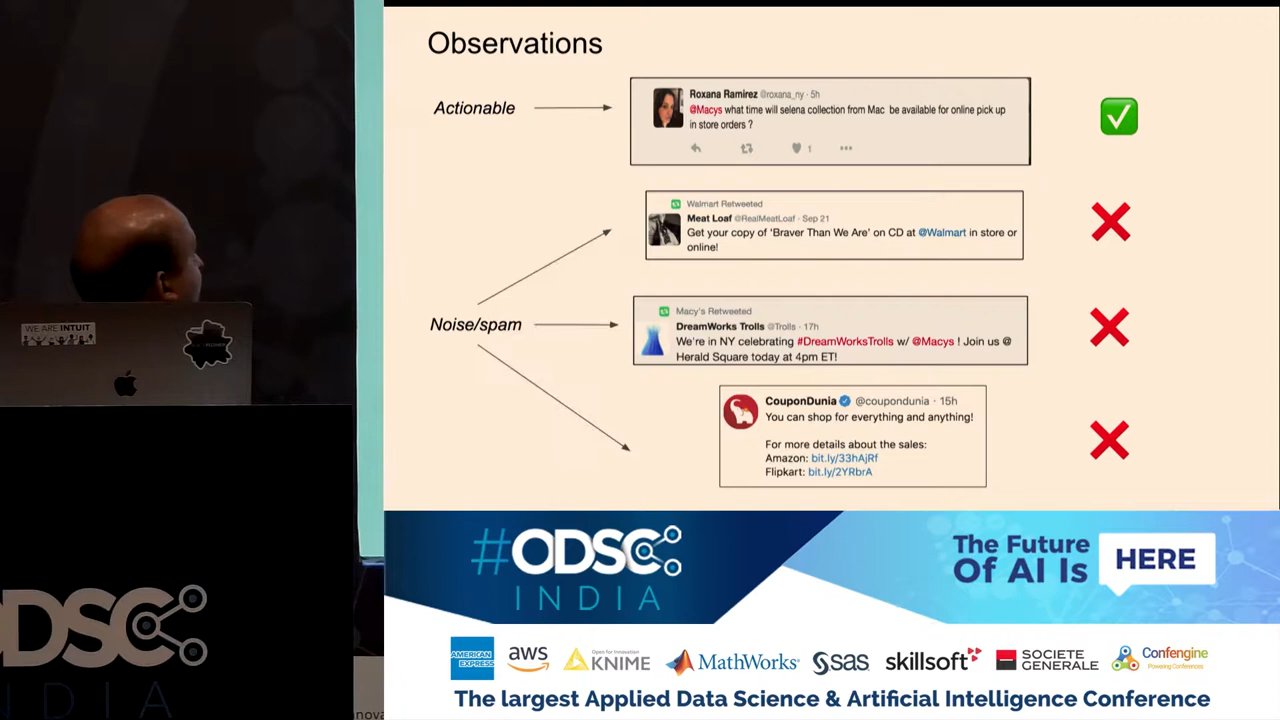 Observations
Actionable
Roxana Ramirez @roxana_ny · 5h
@Macys what time will selena collection from Mac be available for online pick up
in store orders ?
1
Walmart Retweeted
Meat Loaf @RealMeatLoaf · Sep 21
Get your copy of 'Braver Than We Are' on CD at @Walmart in store or
online!
Noise/spam
Macy's Retweeted
DreamWorks Trolls @Trolls · 17h
We're in NY celebrating #DreamWorksTrolls w/ @Macys ! Join us @
Herald Square today at 4pm ET!
CouponDunia @coupondunia · 15h
You can shop for everything and anything!
For more details about the sales:
Amazon: bit.ly/33hAjRf
Flipkart: bit.ly/2YRbrA
WE ARE INTUIT
#ODSC
INDIA
The Future
Of AI Is
HERE
DSC
INDIA
AMERICAN
EXPRESS
aws
Open for Innovation
KNIME
MathWorks
sas
skillsoft
SOCIETE
GENERALE
Confengine
Powering Conferences
The largest Applied Data Science & Artificial Intelligence Conference